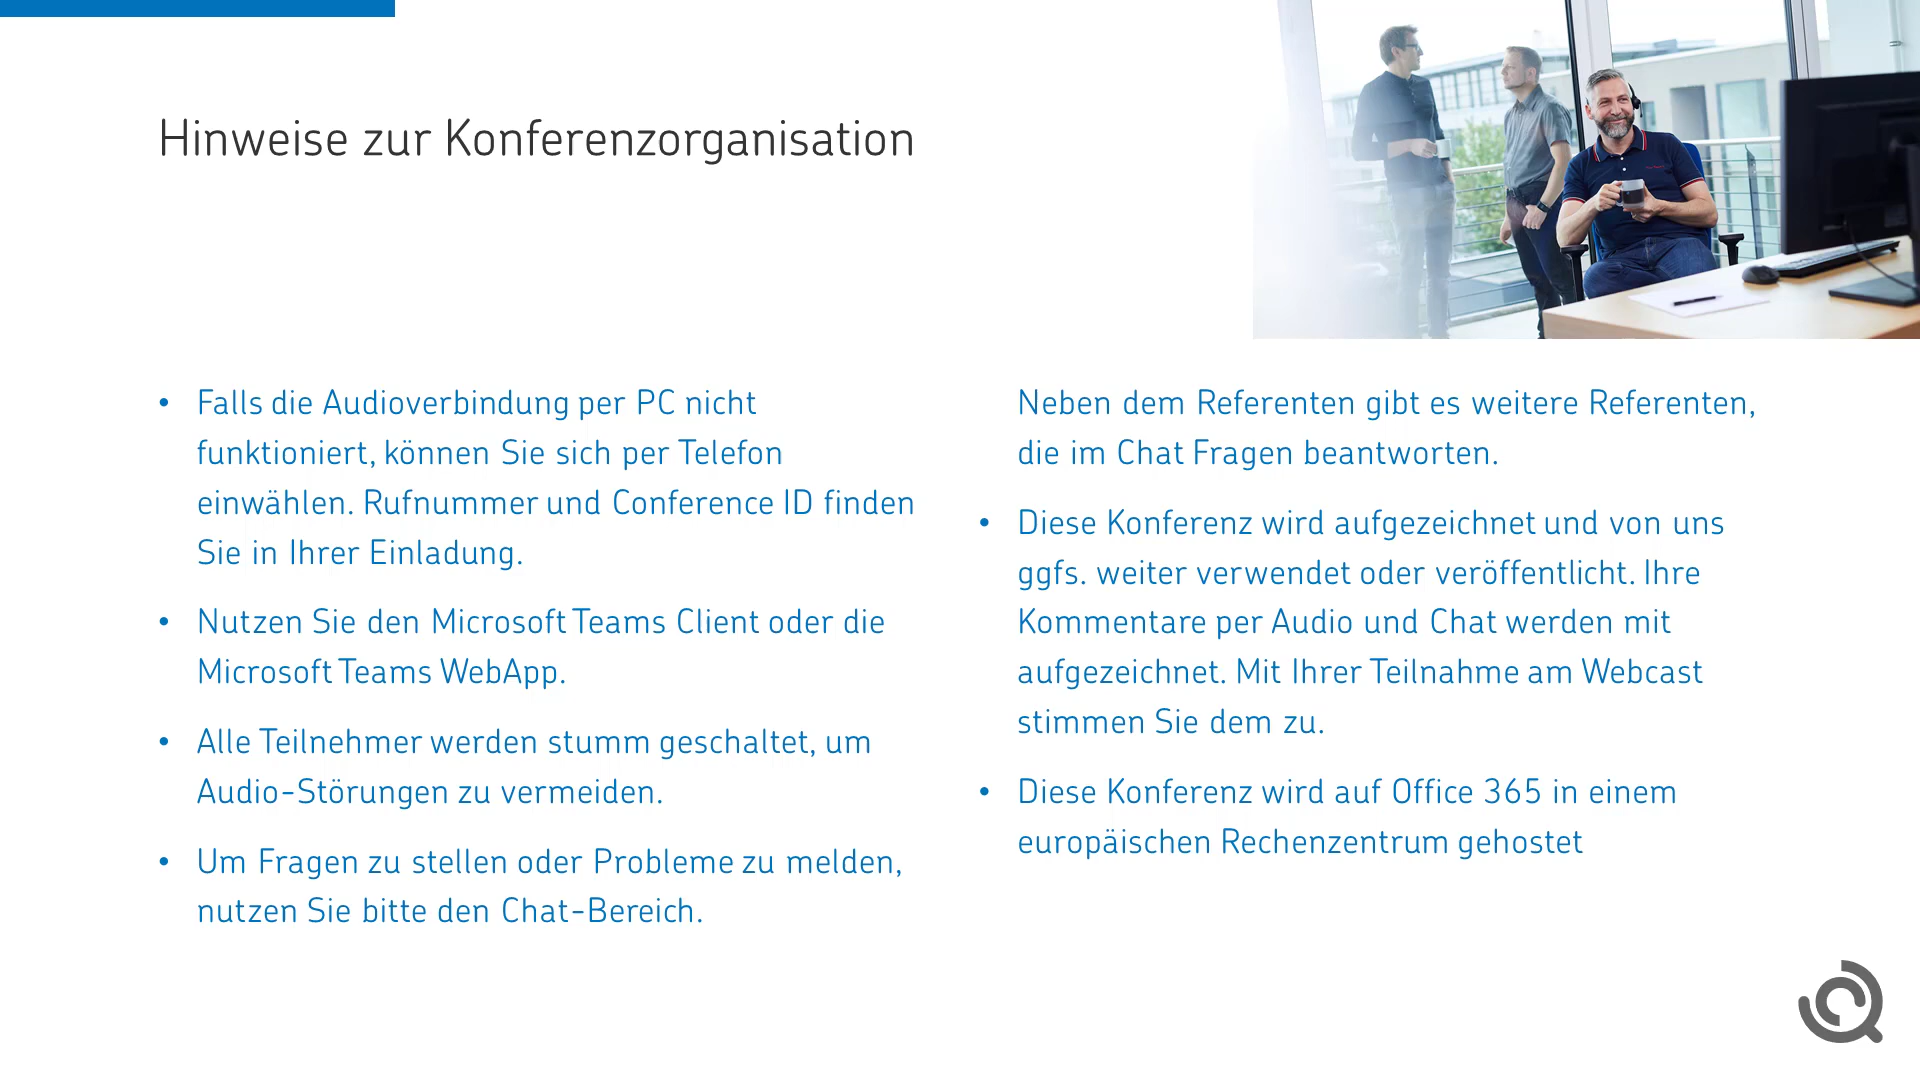 Hinweise zur Konferenzorganisation
• Falls die Audioverbindung per PC nicht
funktioniert, können Sie sich per Telefon
einwählen. Rufnummer und Conference ID finden
Sie in Ihrer Einladung.
• Nutzen Sie den Microsoft Teams Client oder die
Microsoft Teams WebApp.
• Alle Teilnehmer werden stumm geschaltet, um
Audio-Störungen zu vermeiden.
• Um Fragen zu stellen oder Probleme zu melden,
nutzen Sie bitte den Chat-Bereich.
Neben dem Referenten gibt es weitere Referenten,
die im Chat Fragen beantworten.
• Diese Konferenz wird aufgezeichnet und von uns
ggfs. weiter verwendet oder veröffentlicht. Ihre
Kommentare per Audio und Chat werden mit
aufgezeichnet. Mit Ihrer Teilnahme am Webcast
stimmen Sie dem zu.
• Diese Konferenz wird auf Office 365 in einem
europäischen Rechenzentrum gehostet